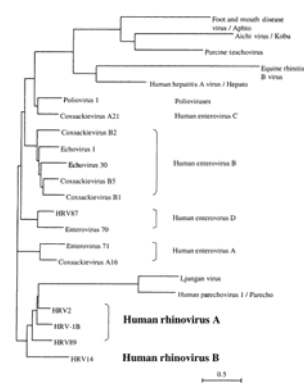 Foot and mouth disease
virus / Aphto
Aichi virus / Kobu
Porcine teschovirus
Equine rhinitis
B virus
Human hepatitis A virus / Hepato
Poliovirus 1 Polioviruses
Coxsackievirus A21 Human enterovirus C
Coxsackievirus B2
Echovirus 1
Echovirus 30 Human enterovirus B
Coxsackievirus B5
Coxsackievirus B1
HRV87 Human enterovirus D
Enterovirus 70
Enterovirus 71 Human enterovirus A
Coxsackievirus A16
Ljungan virus
Human parechovirus 1 / Parecho
HRV2
HRV-1B Human rhinovirus A
HRV89
HRV14 Human rhinovirus B
0.5